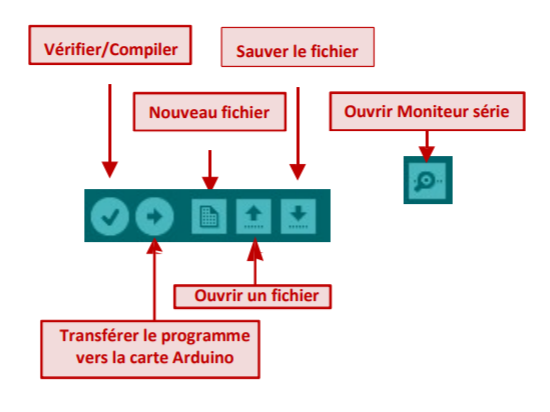 Vérifier/Compiler
Sauver le fichier
Nouveau fichier
Ouvrir Moniteur série
Ouvrir un fichier
Transférer le programme
vers la carte Arduino